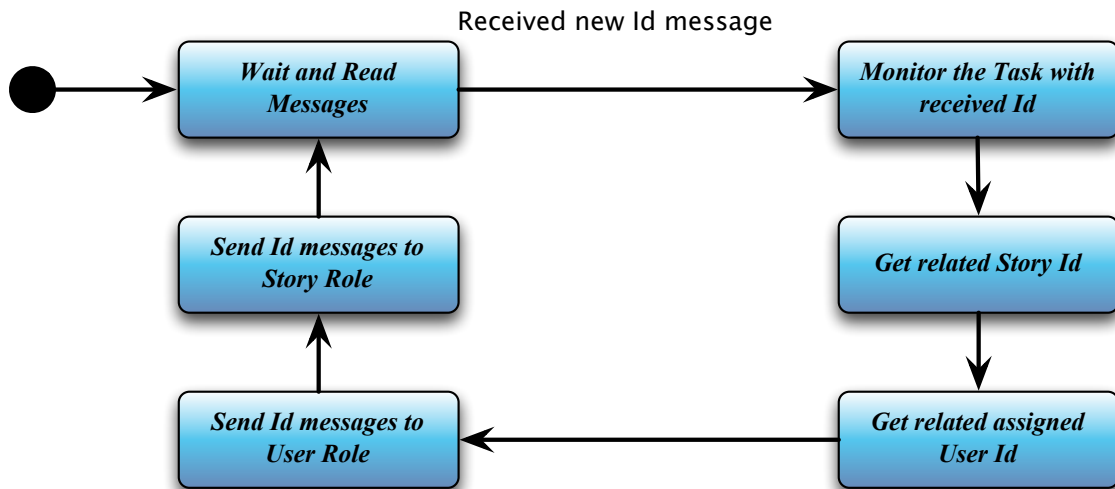 Received new Id message
Wait and Read
Messages
Monitor the Task with
received Id
Send Id messages to
Story Role
Get related Story Id
Send Id messages to
User Role
Get related assigned
User Id